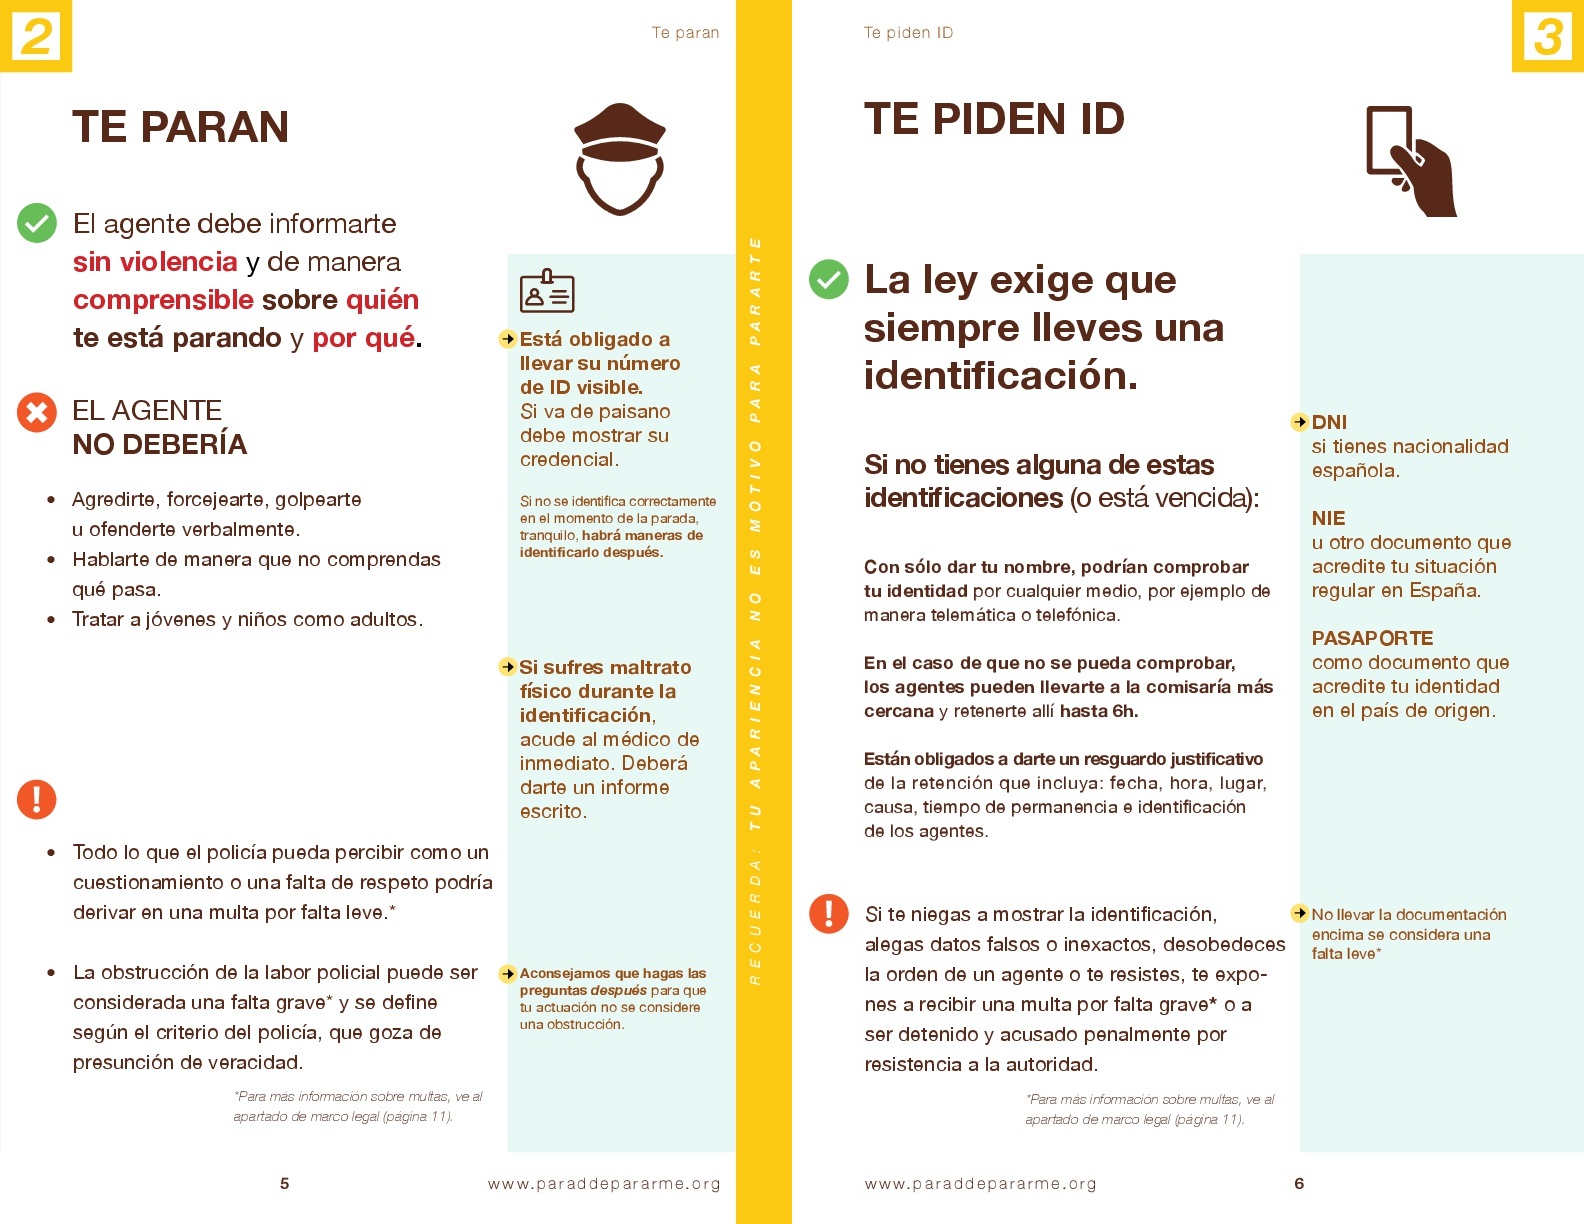 2
Te paran
TE PARAN
El agente debe informarte
sin violencia y de manera
comprensible sobre quién
te está parando y por qué.
EL AGENTE
NO DEBERÍA
• Agredirte, forcejearte, golpearte
u ofenderte verbalmente.
• Hablarte de manera que no comprendas
qué pasa.
• Tratar a jóvenes y niños como adultos.
!
• Todo lo que el policía pueda percibir como un
cuestionamiento o una falta de respeto podría
derivar en una multa por falta leve.*
• La obstrucción de la labor policial puede ser
considerada una falta grave* y se define
según el criterio del policía, que goza de
presunción de veracidad.
*Para más información sobre multas, ve al
apartado de marco legal (página 11).
Está obligado a
llevar su número
de ID visible.
Si va de paisano
debe mostrar su
credencial.
Si no se identifica correctamente
en el momento de la parada,
tranquilo, habrá maneras de
identificarlo después.
Si sufres maltrato
físico durante la
identificación,
acude al médico de
inmediato. Deberá
darte un informe
escrito.
Aconsejamos que hagas las
preguntas después para que
tu actuación no se considere
una obstrucción.
5
www.paraddepararme.org
RECUERDA: TU APARIENCIA NO ES MOTIVO PARA PARARTE
Te piden ID
3
TE PIDEN ID
La ley exige que
siempre lleves una
identificación.
Si no tienes alguna de estas
identificaciones (o está vencida):
Con sólo dar tu nombre, podrían comprobar
tu identidad por cualquier medio, por ejemplo de
manera telemática o telefónica.
En el caso de que no se pueda comprobar,
los agentes pueden llevarte a la comisaría más
cercana y retenerte allí hasta 6h.
Están obligados a darte un resguardo justificativo
de la retención que incluya: fecha, hora, lugar,
causa, tiempo de permanencia e identificación
de los agentes.
!
Si te niegas a mostrar la identificación,
alegas datos falsos o inexactos, desobedeces
la orden de un agente o te resistes, te expo-
nes a recibir una multa por falta grave* o a
ser detenido y acusado penalmente por
resistencia a la autoridad.
*Para más información sobre multas, ve al
apartado de marco legal (página 11).
DNI
si tienes nacionalidad
española.
NIE
u otro documento que
acredite tu situación
regular en España.
PASAPORTE
como documento que
acredite tu identidad
en el país de origen.
No llevar la documentación
encima se considera una
falta leve*
www.paraddepararme.org
6